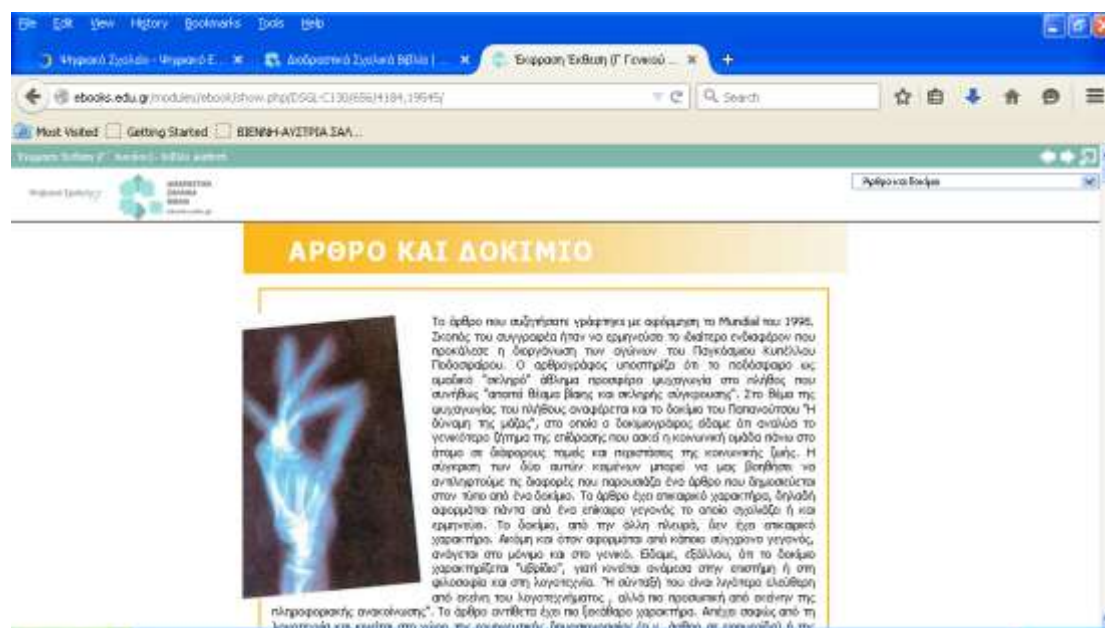 File Edit View History Bookmarks Tools Help
Ψηφιακό Σχολείο - Ψηφιακό Ε... Διαδραστικά Σχολικά Βιβλία | ... Έκφραση Έκθεση (Γ Γενικού ...
ebooks.edu.gr/modules/ebook/show.php/DSGL-C130/656/4184,19545/ Search
Most Visited Getting Started ΒΙΕΝΝΗ-ΑΥΣΤΡΙΑ ΣΑΛ...
Άρθρο και δοκίμιο
ΔΙΑΔΡΑΣΤΙΚΑ
ΣΧΟΛΙΚΑ
ΒΙΒΛΙΑ
ΑΡΘΡΟ ΚΑΙ ΔΟΚΙΜΙΟ
Το άρθρο που συζητήσατε γράφτηκε με αφόρμηση το Mundial του 1998.
Σκοπός του συγγραφέα ήταν να ερμηνεύσει το ιδιαίτερο ενδιαφέρον που
προκάλεσε η διοργάνωση των αγώνων του Παγκόσμιου Κυπέλλου
Ποδοσφαίρου. Ο αρθρογράφος υποστηρίζει ότι το ποδόσφαιρο ως
ομαδικό "σκληρό" άθλημα προσφέρει ψυχαγωγία στο πλήθος που
συνήθως "απαιτεί θέαμα βίαιης και σκληρής σύγκρουσης". Στο θέμα της
ψυχαγωγίας του πλήθους αναφέρεται και το δοκίμιο του Παπανούτσου "Η
δύναμη της μάζας", στο οποίο ο δοκιμιογράφος είδαμε ότι αναλύει το
γενικότερο ζήτημα της επίδρασης που ασκεί η κοινωνική ομάδα πάνω στο
άτομο σε διάφορους τομείς και περιστάσεις της κοινωνικής ζωής. Η
σύγκριση των δύο αυτών κειμένων μπορεί να μας βοηθήσει να
αντιληφτούμε τις διαφορές που παρουσιάζει ένα άρθρο που δημοσιεύεται
στον τύπο από ένα δοκίμιο. Το άρθρο έχει επικαιρικό χαρακτήρα, δηλαδή
αφορμάται πάντα από ένα επίκαιρο γεγονός το οποίο σχολιάζει ή και
ερμηνεύει. Το δοκίμιο, από την άλλη πλευρά, δεν έχει επικαιρικό
χαρακτήρα. Ακόμη και όταν αφορμάται από κάποιο σύγχρονο γεγονός,
ανάγεται στο μόνιμο και στο γενικό. Είδαμε, εξάλλου, ότι το δοκίμιο
χαρακτηρίζεται "υβρίδιο", γιατί κινείται ανάμεσα στην επιστήμη ή στη
φιλοσοφία και στη λογοτεχνία. "Η σύνταξή του είναι λιγότερο ελεύθερη
από εκείνη του λογοτεχνήματος , αλλά πιο προσωπική από εκείνην της
πληροφοριακής ανακοίνωσης". Το άρθρο αντίθετα έχει πιο ξεκάθαρο χαρακτήρα. Απέχει σαφώς από τη